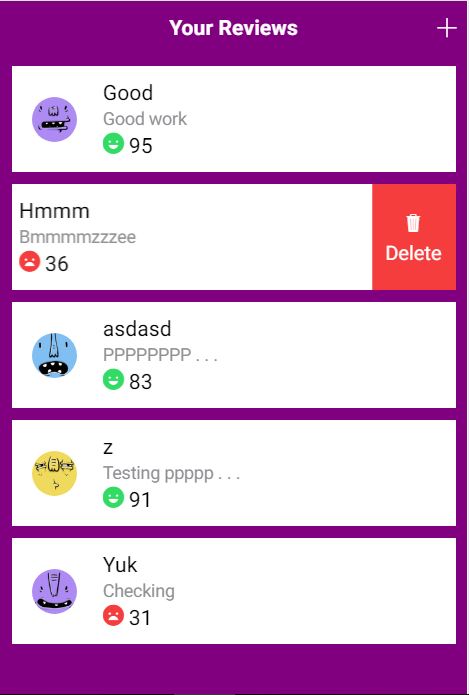 Your Reviews
Good
Good work
95
Hmmm
Bmmmmzzzee
36
Delete
asdasd
PPPPPPPP . . .
83
z
Testing ppppp . . .
91
Yuk
Checking
31